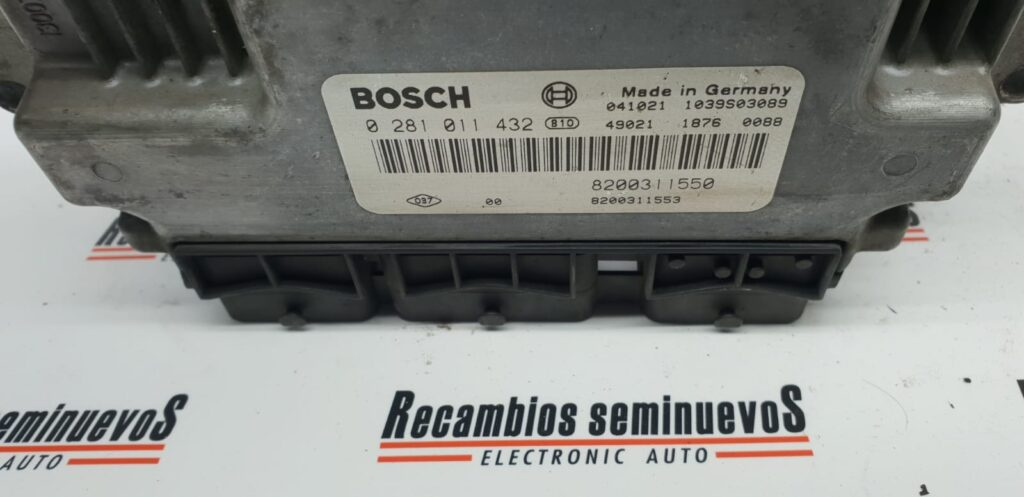 BOSCH
Made in Germany
041021 1039S03089
0 281 011 432 810 49021 1876 0088
8200311550
037 .00 8200311553
Recambios seminuevoS
ELECTRONIC AUTO
eminuevoS
AUTO